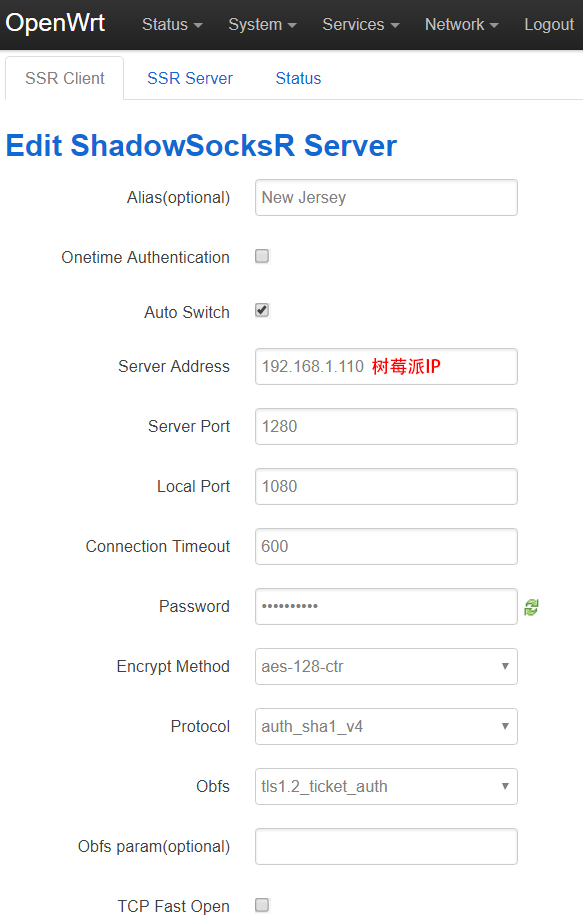 OpenWrt Status System Services Network Logout
SSR Client SSR Server Status
Edit ShadowSocksR Server
Alias(optional) New Jersey
Onetime Authentication
Auto Switch
Server Address 192.168.1.110 树莓派IP
Server Port 1280
Local Port 1080
Connection Timeout 600
Password ••••••••••
Encrypt Method aes-128-ctr
Protocol auth_sha1_v4
Obfs tls1.2_ticket_auth
Obfs param(optional)
TCP Fast Open